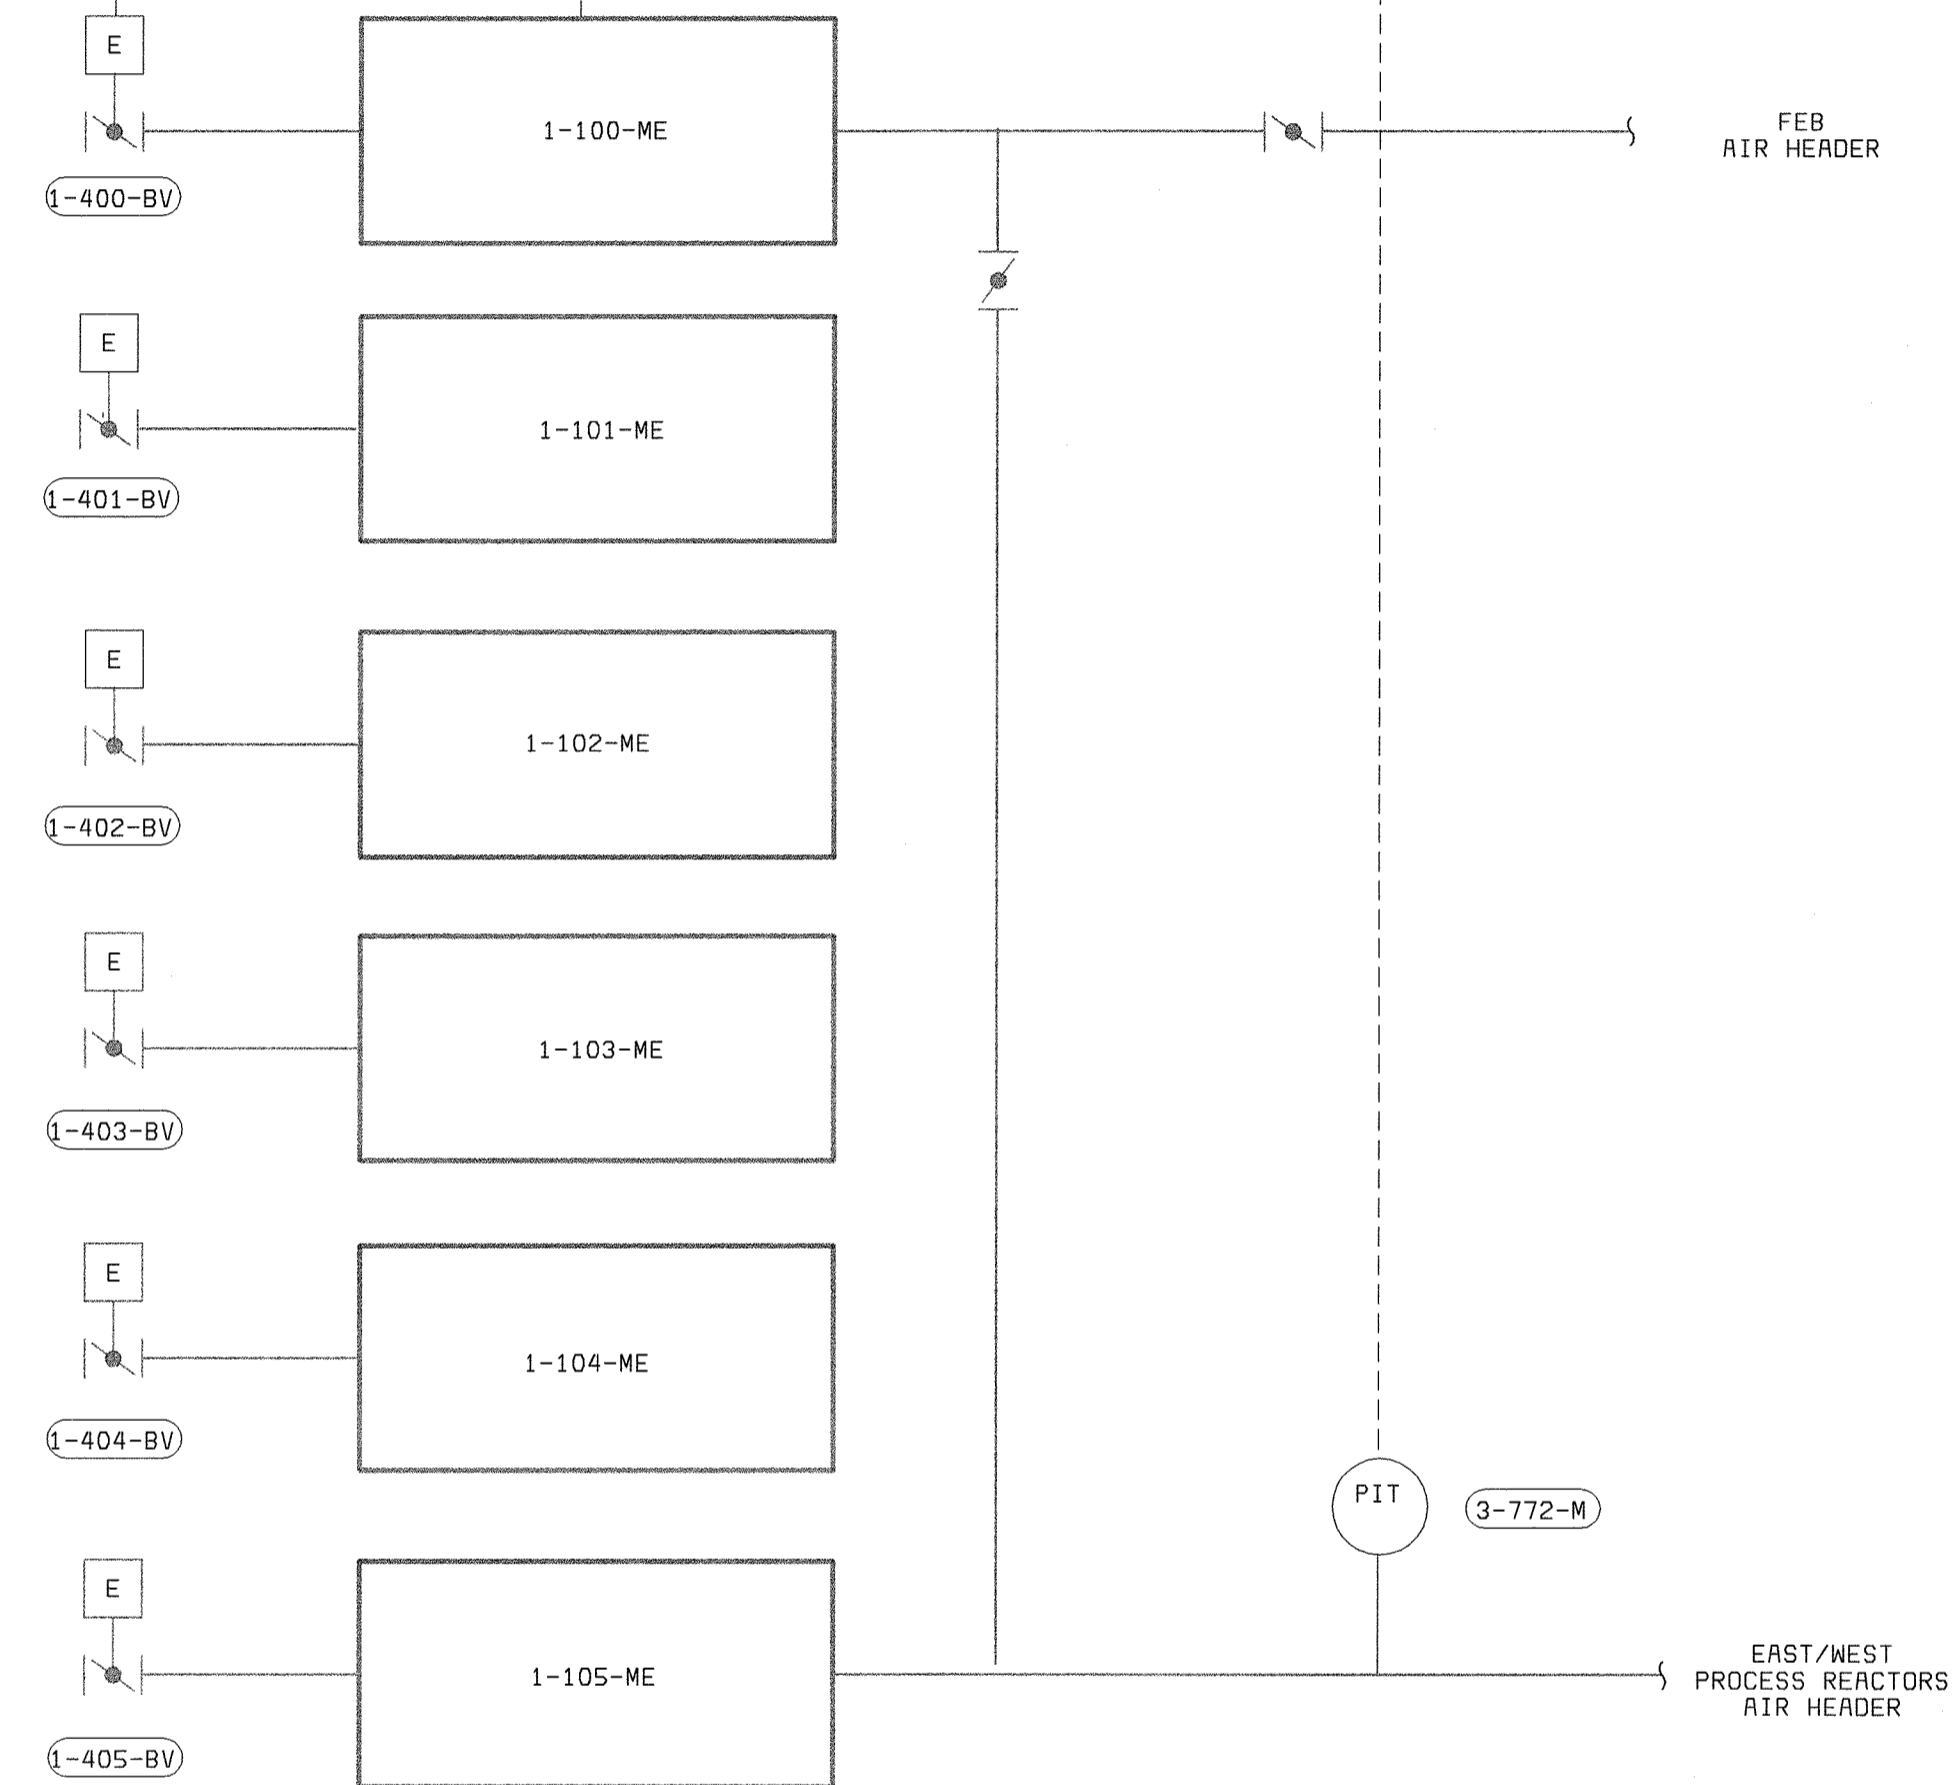 E
1-100-ME
FEB
AIR HEADER
1-400-BV
E
1-101-ME
1-401-BV
E
1-102-ME
1-402-BV
E
1-103-ME
1-403-BV
E
1-104-ME
1-404-BV
PIT
3-772-M
E
1-105-ME
EAST/WEST
PROCESS REACTORS
AIR HEADER
1-405-BV